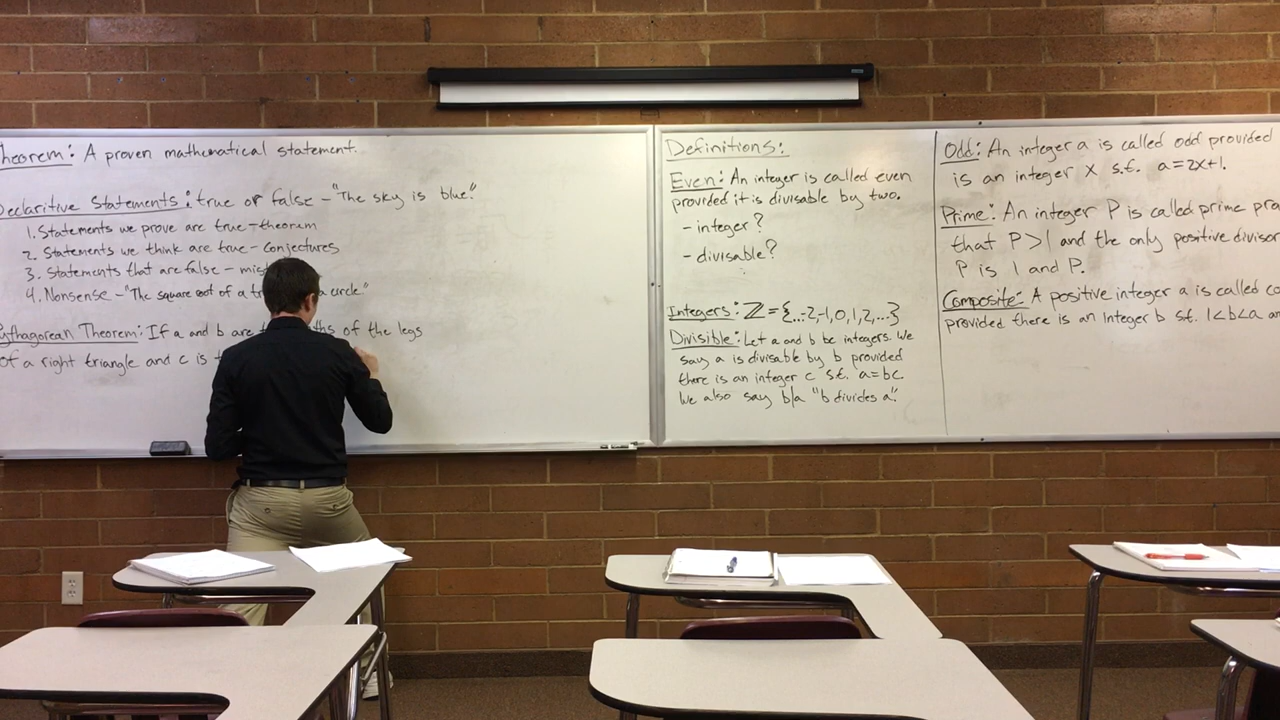 heorem: A proven mathematical statement.
Declaritive Statements: true or false - "The sky is blue."
1. Statements we prove are true - theorem
2. Statements we think are true - conjectures
3. Statements that are false -
4. Nonsense - "The square root of a circle."
ythagorean Theorem: If a and b are of the legs
of a right triangle and c is
Definitions:
Even: An integer is called even
provided it is divisable by two.
- integer?
- divisable?
Integers: ℤ = {...-2,-1,0,1,2,...}
Divisible: Let a and b be integers. We
say a is divisable by b provided
there is an integer c s.t. a=bc
We also say b/a "b divides a".
Odd: An integer a is called odd provided
is an integer x s.t. a=2x+1.
Prime: An integer P is called prime pro
that P>1 and the only positive divisor
P is 1 and P.
Composite: A positive integer a is called co
provided there is an Integer b s.t. 1<b<a an